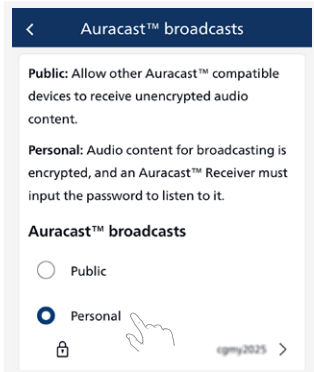 Auracast™ broadcasts
Public: Allow other Auracast™ compatible
devices to receive unencrypted audio
content.
Personal: Audio content for broadcasting is
encrypted, and an Auracast™ Receiver must
input the password to listen to it.
Auracast™ broadcasts
Public
Personal